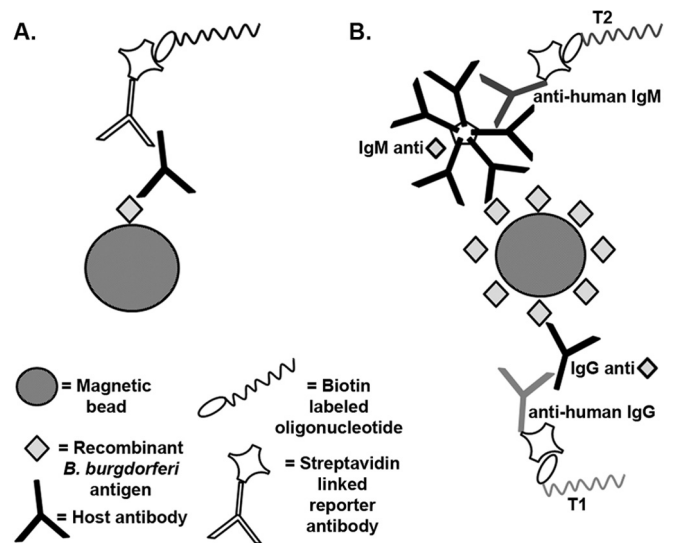 A.
B.
T2
anti-human IgM
IgM anti
IgG anti
anti-human IgG
T1
= Magnetic
bead
= Biotin
labeled
oligonucleotide
= Recombinant
B. burgdorferi
antigen
= Streptavidin
linked
reporter
antibody
= Host antibody